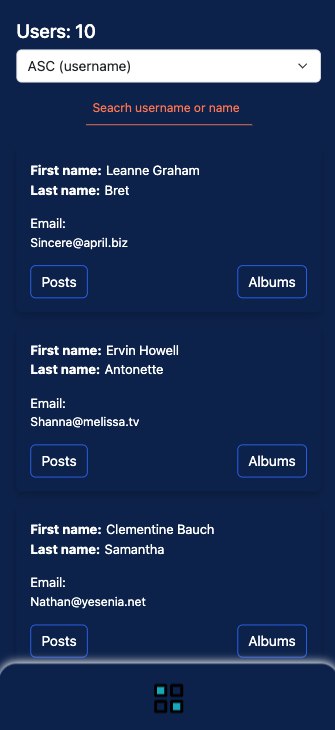 Users: 10
ASC (username)
Seacrh username or name
First name: Leanne Graham
Last name: Bret
Email:
Sincere@april.biz
Posts Albums
First name: Ervin Howell
Last name: Antonette
Email:
Shanna@melissa.tv
Posts Albums
First name: Clementine Bauch
Last name: Samantha
Email:
Nathan@yesenia.net
Posts Albums